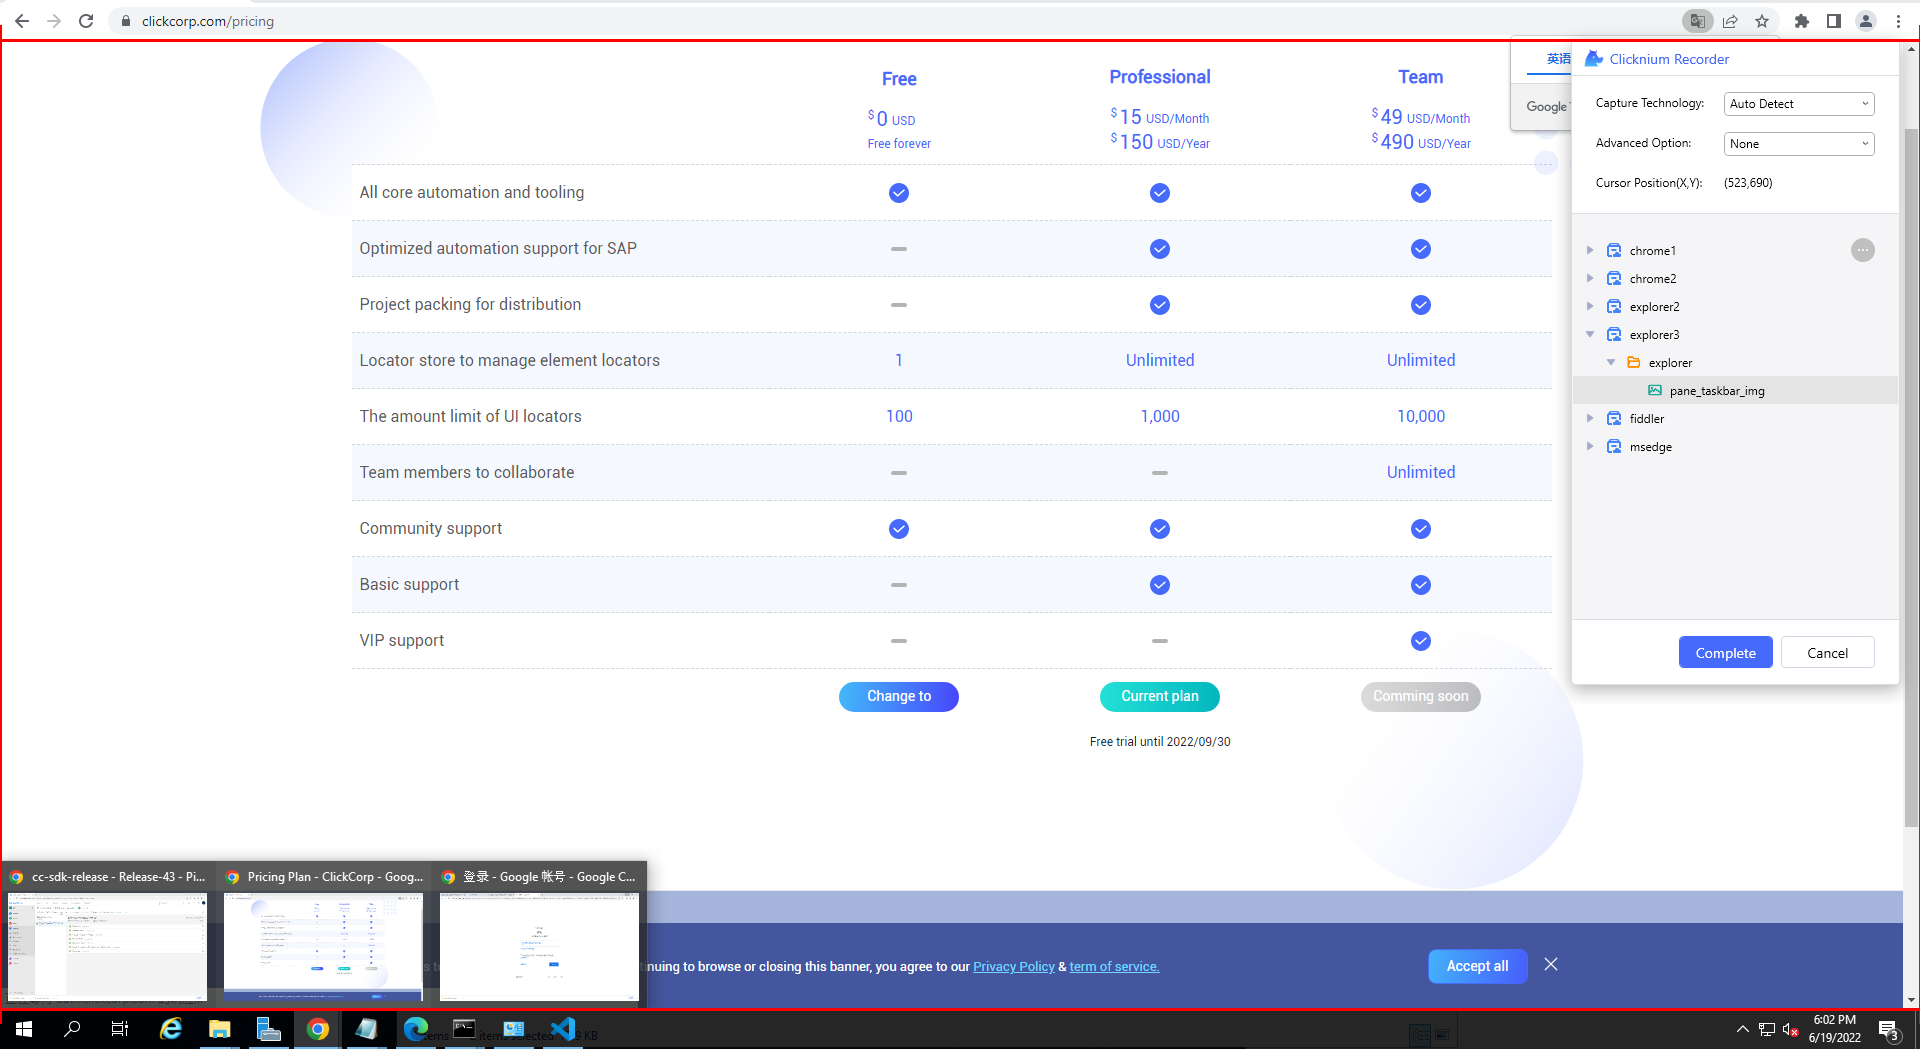 clickcorp.com/pricing
Free
Professional
Team
$0 USD
$15 USD/Month
$49 USD/Month
Free forever
$150 USD/Year
$490 USD/Year
All core automation and tooling
Optimized automation support for SAP
Project packing for distribution
Locator store to manage element locators
1
Unlimited
Unlimited
The amount limit of UI locators
100
1,000
10,000
Team members to collaborate
Unlimited
Community support
Basic support
VIP support
Change to
Current plan
Comming soon
Free trial until 2022/09/30
英语
Google
Clicknium Recorder
Capture Technology:
Auto Detect
Advanced Option:
None
Cursor Position(X,Y):
(523,690)
chrome1
chrome2
explorer2
explorer3
explorer
pane_taskbar_img
fiddler
msedge
Complete
Cancel
cc-sdk-release - Release-43 - Pi...
Pricing Plan - ClickCorp - Goog...
登录 - Google 帐号 - Google C...
tinuing to browse or closing this banner, you agree to our Privacy Policy & term of service.
Accept all
items selected
KB
6:02 PM
6/19/2022
3